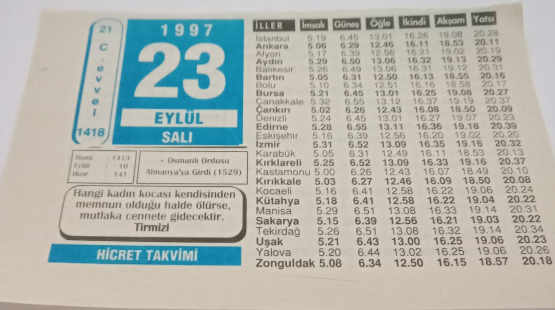 21
C
.
e
v
v
e
l
1418
1997
23
EYLÜL
SALI
Rumi : 1413
Eylül : 10
Hızır : 141
- Osmanlı Ordusu
Almanya'ya Girdi (1529)
Hangi kadın kocası kendisinden
memnun olduğu halde ölürse,
mutlaka cennete gidecektir.
Tirmizi
HİCRET TAKVİMİ
İLLER İmsak Güneş Öğle İkindi Akşam Yatsı
İstanbul 5.19 6.45 13.01 16.26 19.08 20.28
Ankara 5.06 6.29 12.46 16.11 18.53 20.11
Afyon 5.17 6.39 12.56 16.21 19.02 20.19
Aydın 5.29 6.50 13.06 16.32 19.13 20.29
Balıkesir 5.26 6.49 13.06 16.31 19.12 20.31
Bartın 5.05 6.31 12.50 16.13 18.55 20.16
Bolu 5.10 6.34 12.51 16.16 18.58 20.17
Bursa 5.21 6.45 13.01 16.25 19.08 20.27
Çanakkale 5.32 6.55 13.12 16.37 19.19 20.37
Çankırı 5.02 6.26 12.43 16.08 18.50 20.09
Denizli 5.24 6.45 13.01 16.27 19.07 20.23
Edirne 5.28 6.55 13.11 16.36 19.18 20.39
Eskişehir 5.16 6.39 12.56 16.20 19.02 20.20
İzmir 5.31 6.52 13.09 16.35 19.16 20.32
Karabük 5.05 6.31 12.49 16.11 18.53 20.13
Kırklareli 5.25 6.52 13.09 16.33 19.16 20.37
Kastamonu 5.00 6.26 12.43 16.07 18.49 20.10
Kırıkkale 5.03 6.27 12.46 16.09 18.50 20.08
Kocaeli 5.16 6.41 12.58 16.22 19.06 20.24
Kütahya 5.18 6.41 12.58 16.22 19.04 20.22
Manisa 5.29 6.51 13.08 16.33 19.14 20.31
Sakarya 5.15 6.39 12.56 16.21 19.03 20.22
Tekirdağ 5.26 6.51 13.08 16.32 19.14 20.34
Uşak 5.21 6.43 13.00 16.25 19.06 20.23
Yalova 5.20 6.44 13.02 16.25 19.06 20.26
Zonguldak 5.08 6.34 12.50 16.15 18.57 20.18